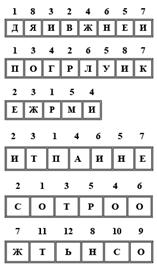 1 8 3 2 4 6 5 7
Д Я И В Ж Н Е И
1 3 4 2 6 5 8 7
П О Г Р Л У И К
2 3 1 5 4
Е Ж Р М И
2 3 1 4 6 5 7
И Т П А И Н Е
2 1 3 5 4 6
О С Т Р О О
7 11 12 8 10 9
Ж Т Ь Н С О